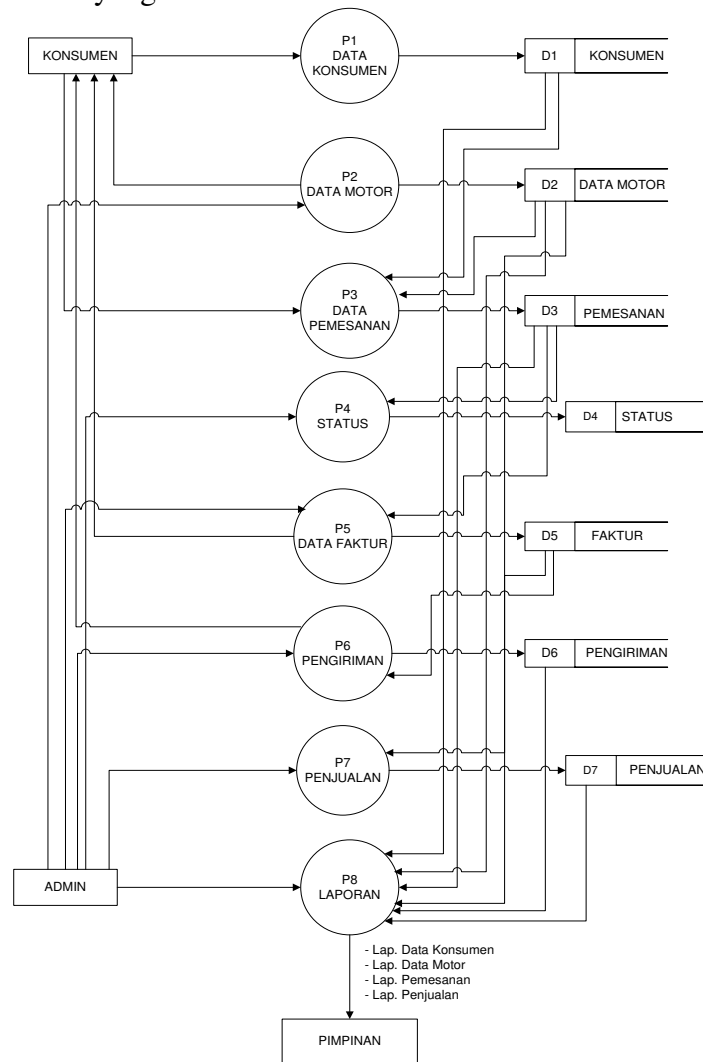 KONSUMEN
P1
DATA
KONSUMEN
D1 KONSUMEN
P2
DATA MOTOR
D2 DATA MOTOR
P3
DATA
PEMESANAN
D3 PEMESANAN
P4
STATUS
D4 STATUS
P5
DATA FAKTUR
D5 FAKTUR
P6
PENGIRIMAN
D6 PENGIRIMAN
P7
PENJUALAN
D7 PENJUALAN
ADMIN
P8
LAPORAN
- Lap. Data Konsumen
- Lap. Data Motor
- Lap. Pemesanan
- Lap. Penjualan
PIMPINAN